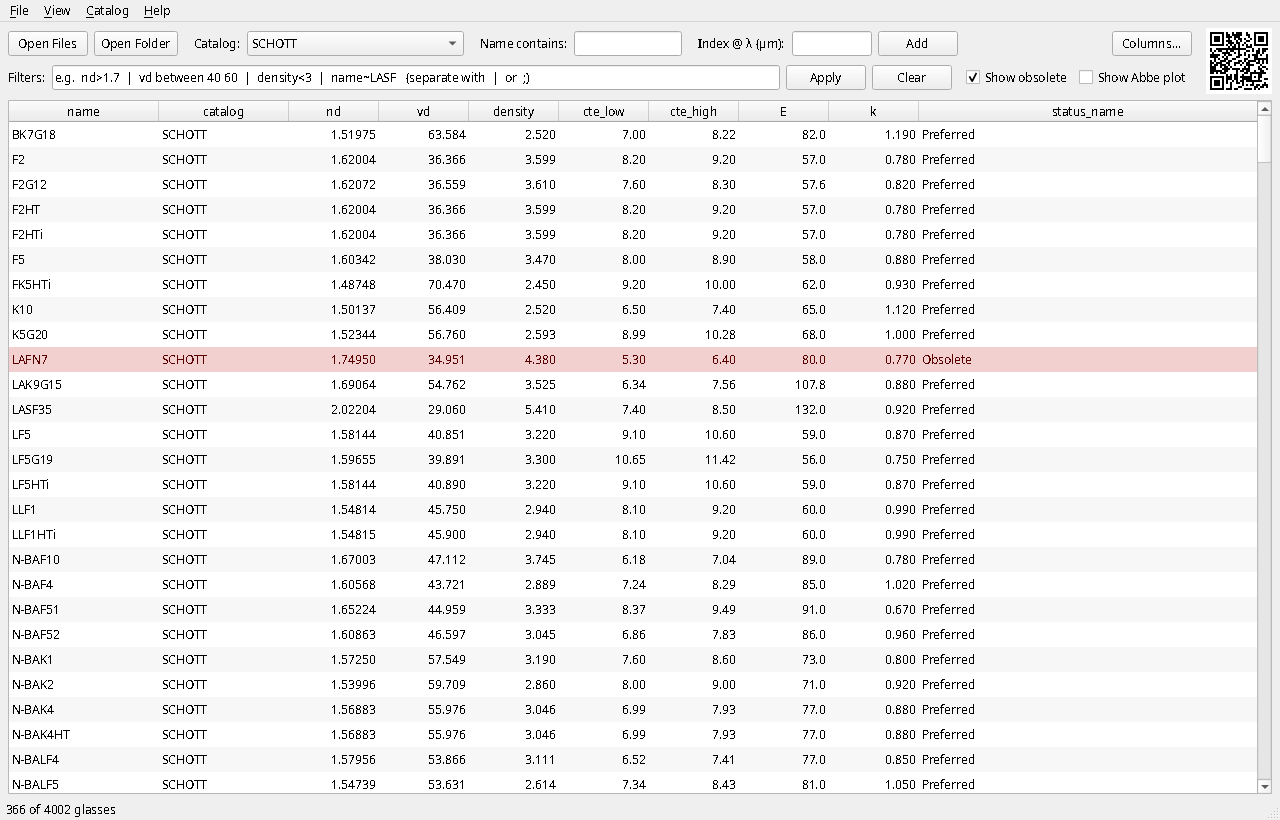 File View Catalog Help
Open Files Open Folder Catalog: SCHOTT Name contains: Index @ λ (μm): Add Columns...
Filters: e.g. nd>1.7 | vd between 40 60 | density<3 | name~LASF (separate with | or ;) Apply Clear Show obsolete Show Abbe plot
name catalog nd vd density cte_low cte_high E k status_name
BK7G18 SCHOTT 1.51975 63.584 2.520 7.00 8.22 82.0 1.190 Preferred
F2 SCHOTT 1.62004 36.366 3.599 8.20 9.20 57.0 0.780 Preferred
F2G12 SCHOTT 1.62072 36.559 3.610 7.60 8.30 57.6 0.820 Preferred
F2HT SCHOTT 1.62004 36.366 3.599 8.20 9.20 57.0 0.780 Preferred
F2HTi SCHOTT 1.62004 36.366 3.599 8.20 9.20 57.0 0.780 Preferred
F5 SCHOTT 1.60342 38.030 3.470 8.00 8.90 58.0 0.880 Preferred
FK5HTi SCHOTT 1.48748 70.470 2.450 9.20 10.00 62.0 0.930 Preferred
K10 SCHOTT 1.50137 56.409 2.520 6.50 7.40 65.0 1.120 Preferred
K5G20 SCHOTT 1.52344 56.760 2.593 8.99 10.28 68.0 1.000 Preferred
LAFN7 SCHOTT 1.74950 34.951 4.380 5.30 6.40 80.0 0.770 Obsolete
LAK9G15 SCHOTT 1.69064 54.762 3.525 6.34 7.56 107.8 0.880 Preferred
LASF35 SCHOTT 2.02204 29.060 5.410 7.40 8.50 132.0 0.920 Preferred
LF5 SCHOTT 1.58144 40.851 3.220 9.10 10.60 59.0 0.870 Preferred
LF5G19 SCHOTT 1.59655 39.891 3.300 10.65 11.42 56.0 0.750 Preferred
LF5HTi SCHOTT 1.58144 40.890 3.220 9.10 10.60 59.0 0.870 Preferred
LLF1 SCHOTT 1.54814 45.750 2.940 8.10 9.20 60.0 0.990 Preferred
LLF1HTi SCHOTT 1.54815 45.900 2.940 8.10 9.20 60.0 0.990 Preferred
N-BAF10 SCHOTT 1.67003 47.112 3.745 6.18 7.04 89.0 0.780 Preferred
N-BAF4 SCHOTT 1.60568 43.721 2.889 7.24 8.29 85.0 1.020 Preferred
N-BAF51 SCHOTT 1.65224 44.959 3.333 8.37 9.49 91.0 0.670 Preferred
N-BAF52 SCHOTT 1.60863 46.597 3.045 6.86 7.83 86.0 0.960 Preferred
N-BAK1 SCHOTT 1.57250 57.549 3.190 7.60 8.60 73.0 0.800 Preferred
N-BAK2 SCHOTT 1.53996 59.709 2.860 8.00 9.00 71.0 0.920 Preferred
N-BAK4 SCHOTT 1.56883 55.976 3.046 6.99 7.93 77.0 0.880 Preferred
N-BAK4HT SCHOTT 1.56883 55.976 3.046 6.99 7.93 77.0 0.880 Preferred
N-BALF4 SCHOTT 1.57956 53.866 3.111 6.52 7.41 77.0 0.850 Preferred
N-BALF5 SCHOTT 1.54739 53.631 2.614 7.34 8.43 81.0 1.050 Preferred
366 of 4002 glasses